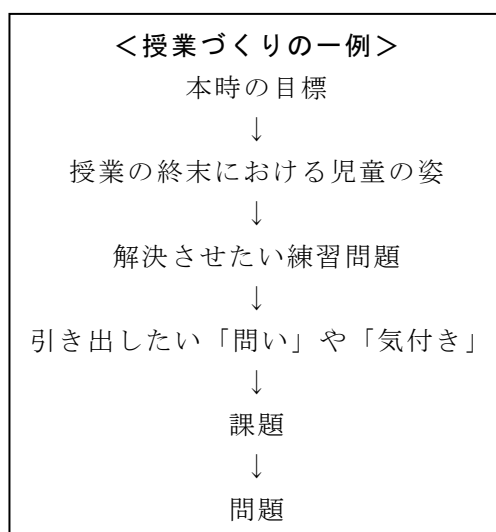 ＜授業づくりの一例＞
本時の目標
↓
授業の終末における児童の姿
↓
解決させたい練習問題
↓
引き出したい「問い」や「気付き」
↓
課題
↓
問題